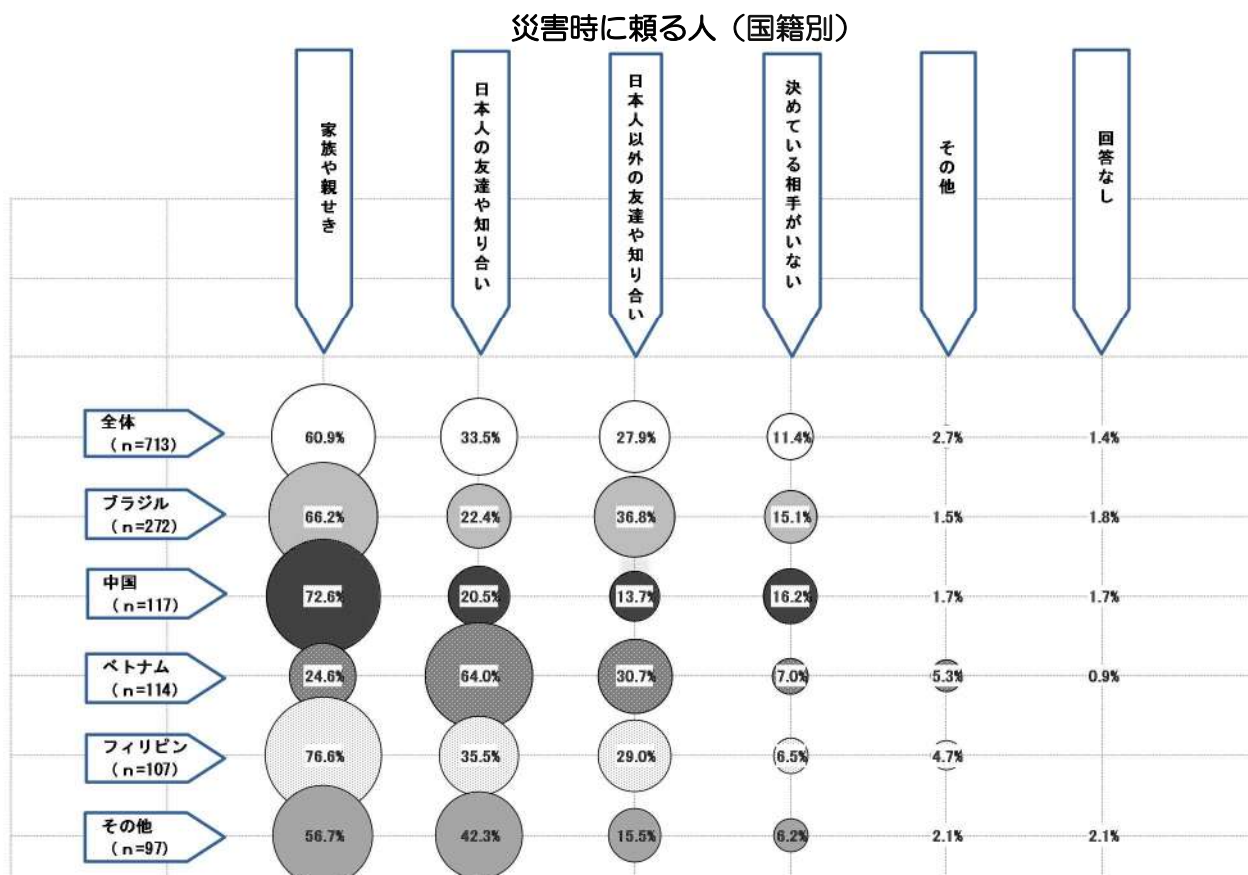 災害時に頼る人（国籍別）
家族や親せき
日本人の友達や知り合い
日本人以外の友達や知り合い
決めている相手がいない
その他
回答なし
全体
（n=713）
60.9%
33.5%
27.9%
11.4%
2.7%
1.4%
ブラジル
（n=272）
66.2%
22.4%
36.8%
15.1%
1.5%
1.8%
中国
（n=117）
72.6%
20.5%
13.7%
16.2%
1.7%
1.7%
ベトナム
（n=114）
24.6%
64.0%
30.7%
7.0%
5.3%
0.9%
フィリピン
（n=107）
76.6%
35.5%
29.0%
6.5%
4.7%
その他
（n=97）
56.7%
42.3%
15.5%
6.2%
2.1%
2.1%